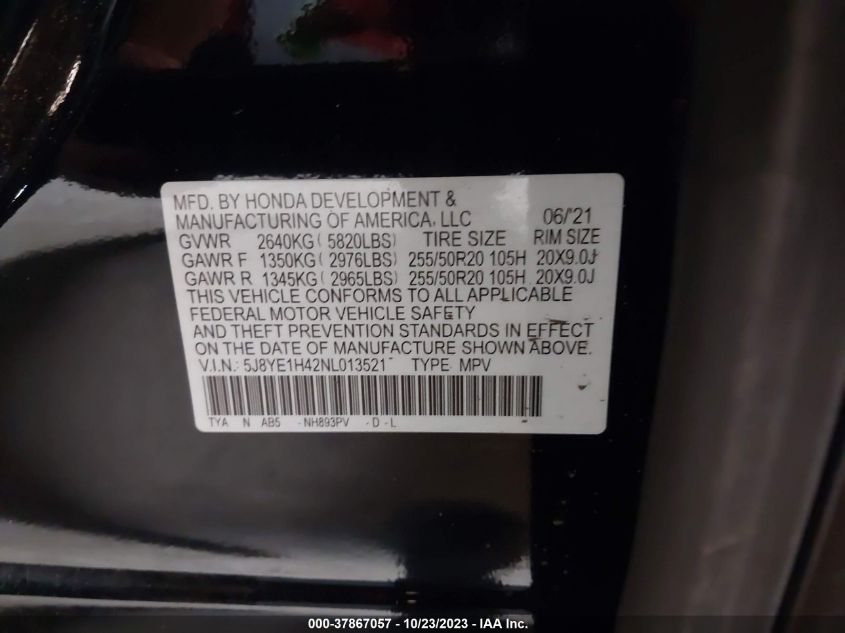 MFD. BY HONDA DEVELOPMENT &
MANUFACTURING OF AMERICA, LLC 06/'21
GVWR 2640KG ( 5820LBS) TIRE SIZE RIM SIZE
GAWR F 1350KG ( 2976LBS) 255/50R20 105H 20X9.0J
GAWR R 1345KG ( 2965LBS) 255/50R20 105H 20X9.0J
THIS VEHICLE CONFORMS TO ALL APPLICABLE
FEDERAL MOTOR VEHICLE SAFETY
AND THEFT PREVENTION STANDARDS IN EFFECT
ON THE DATE OF MANUFACTURE SHOWN ABOVE.
V.I.N.: 5J8YE1H42NL013521 TYPE: MPV
TYA N AB5 -NH893PV -D-L
000-37867057 - 10/23/2023 - IAA Inc.